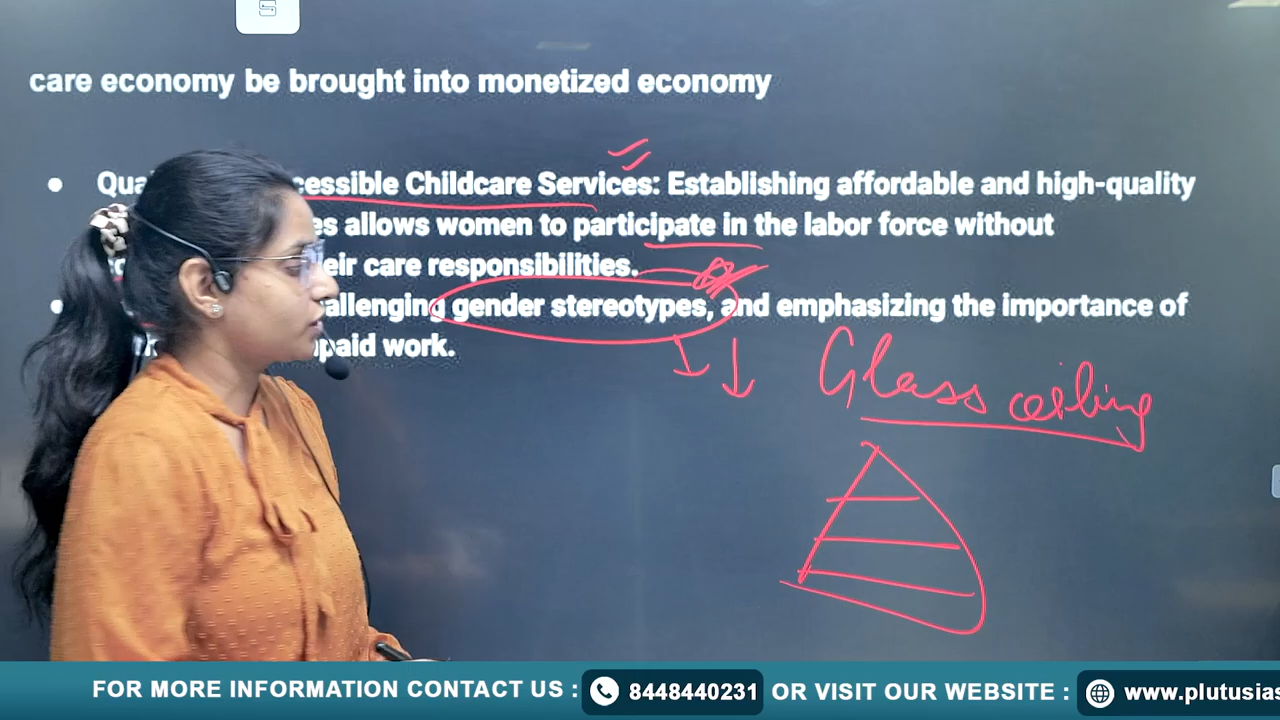 care economy be brought into monetized economy
• Qua cessible Childcare Services: Establishing affordable and high-quality
es allows women to participate in the labor force without
eir care responsibilities.
• allenging gender stereotypes, and emphasizing the importance of
paid work.
Glass ceiling
FOR MORE INFORMATION CONTACT US : 8448440231 OR VISIT OUR WEBSITE : www.plutusias